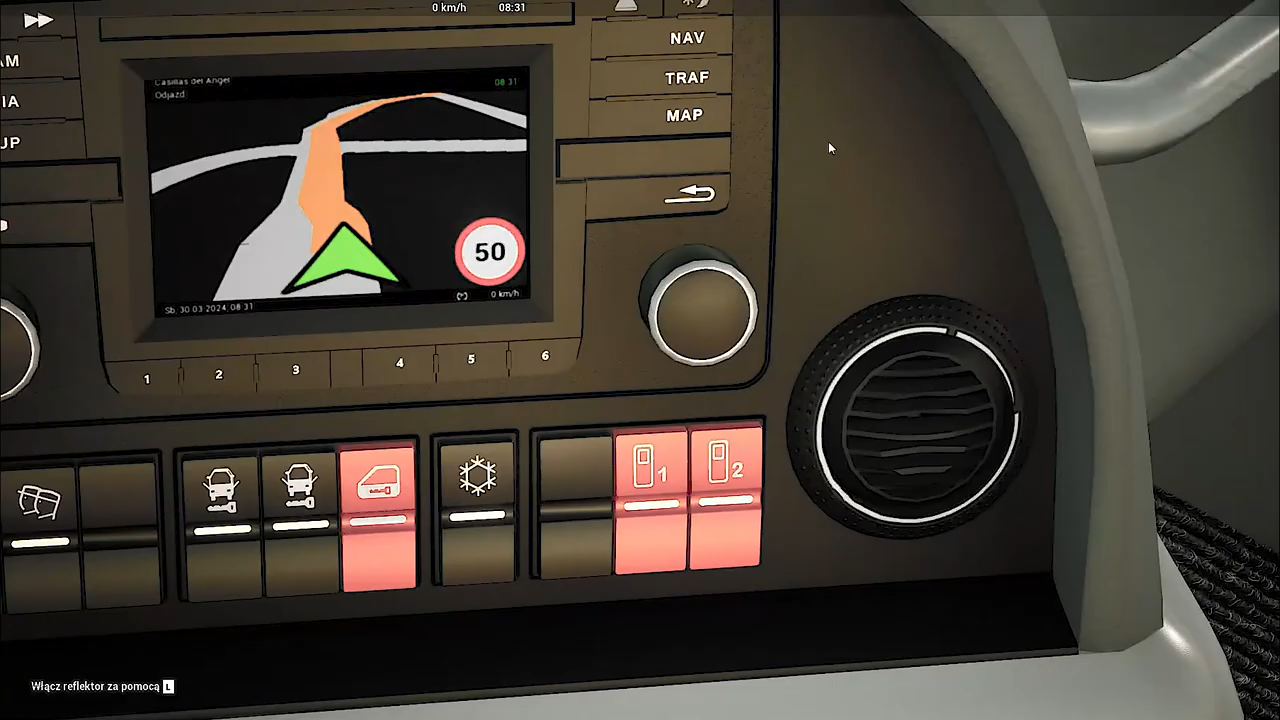 0 km/h 08:31
NAV
AM
TRAF
IA
MAP
UP
Casillas del Angel 08 31
Odjazd
50
Sb, 30 03 2024, 08 31 0 km/h
1 2 3 4 5 6
1 2
Włącz reflektor za pomocą L